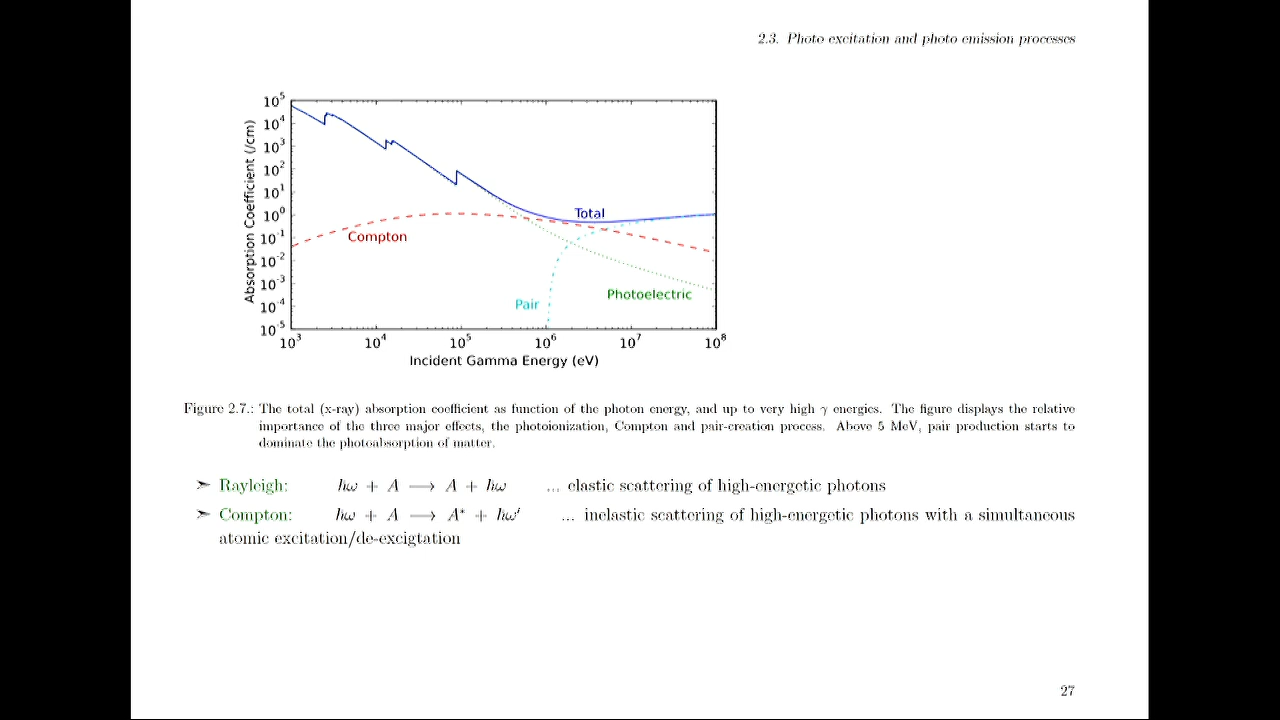 2.3. Photo excitation and photo emission processes
10^5
10^4
10^3
10^2
10^1
10^0
10^-1
10^-2
10^-3
10^-4
10^-5
Absorption Coefficient (/cm)
Total
Compton
Pair
Photoelectric
10^3 10^4 10^5 10^6 10^7 10^8
Incident Gamma Energy (eV)
Figure 2.7.: The total (x-ray) absorption coefficient as function of the photon energy, and up to very high γ energies. The figure displays the relative
importance of the three major effects, the photoionization, Compton and pair-creation process. Above 5 MeV, pair production starts to
dominate the photoabsorption of matter.
➣ Rayleigh: ℏω + A ⟶ A + ℏω ... elastic scattering of high-energetic photons
➣ Compton: ℏω + A ⟶ A* + ℏω′ ... inelastic scattering of high-energetic photons with a simultaneous
atomic excitation/de-excigtation
27